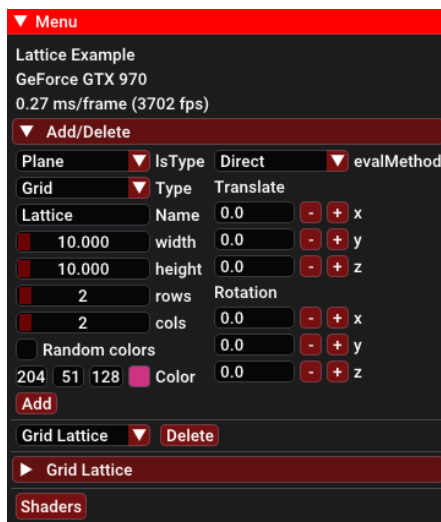 Menu
Lattice Example
GeForce GTX 970
0.27 ms/frame (3702 fps)
Add/Delete
Plane lsType Direct evalMethod
Grid Type Translate
Lattice Name 0.0 - + x
10.000 width 0.0 - + y
10.000 height 0.0 - + z
2 rows Rotation
2 cols 0.0 - + x
Random colors 0.0 - + y
204 51 128 Color 0.0 - + z
Add
Grid Lattice Delete
Grid Lattice
Shaders